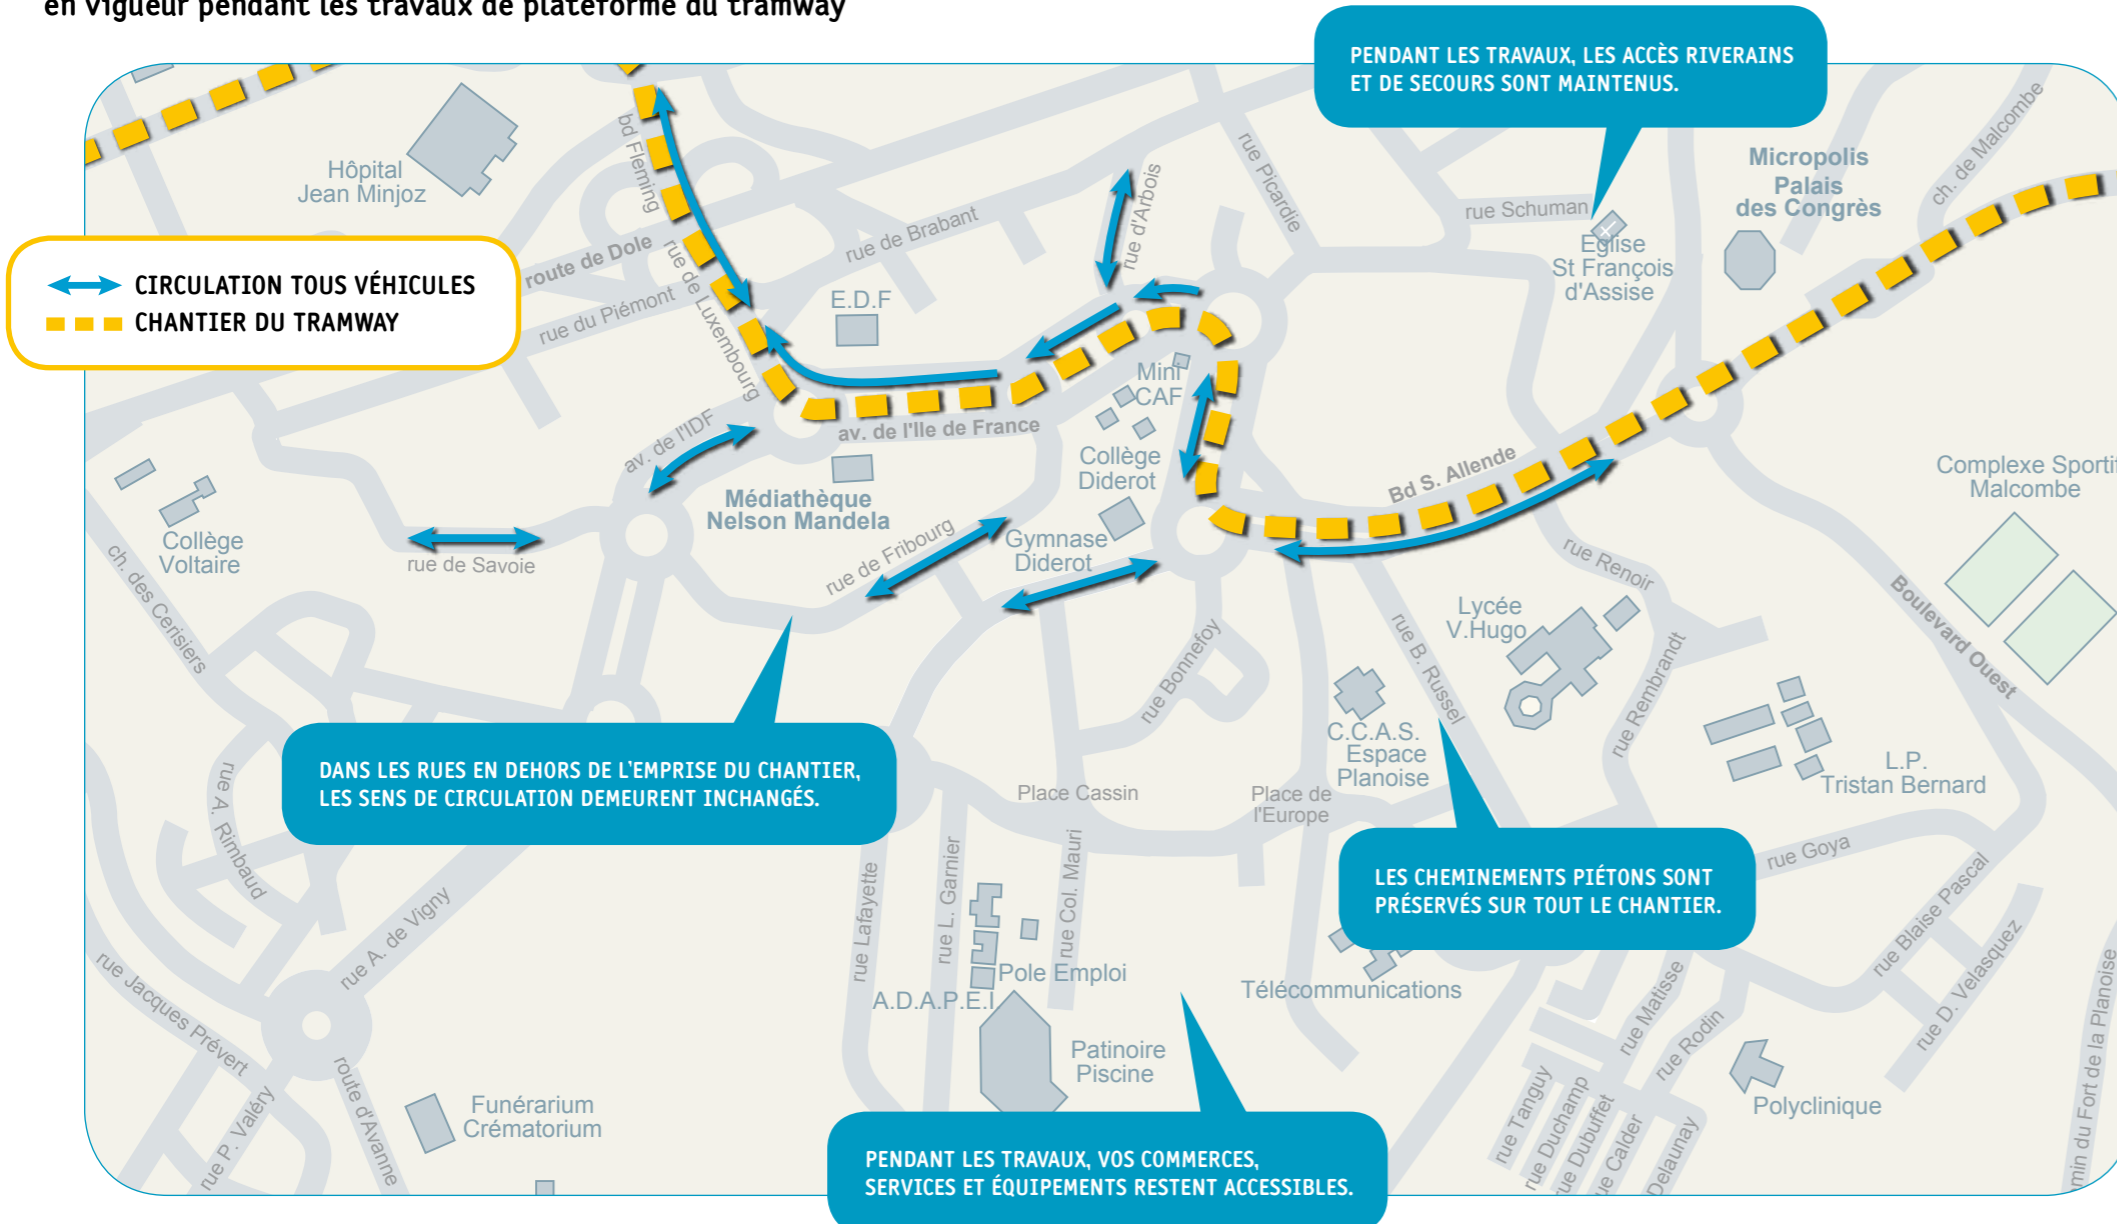 en vigueur pendant les travaux de plateforme du tramway
PENDANT LES TRAVAUX, LES ACCÈS RIVERAINS
ET DE SECOURS SONT MAINTENUS.
Hôpital
Jean Minjoz
bd Fleming
rue d'Arbois
rue Picardie
rue Schuman
Micropolis
Palais
des Congrès
ch. de Malcombe
Eglise
St François
d'Assise
CIRCULATION TOUS VÉHICULES
CHANTIER DU TRAMWAY
route de Dole
rue de Luxembourg
rue de Brabant
rue du Piémont
E.D.F
Mini
CAF
av. de l'Ile de France
av. de l'IDF
Collège
Diderot
Bd S. Allende
Complexe Sportif
Malcombe
Médiathèque
Nelson Mandela
Collège
Voltaire
rue de Savoie
rue de Fribourg
Gymnase
Diderot
ch. des Cerisiers
rue Renoir
Boulevard Ouest
Lycée
V.Hugo
rue B. Russel
rue Bonnefoy
rue Rembrandt
C.C.A.S.
Espace
Planoise
L.P.
Tristan Bernard
DANS LES RUES EN DEHORS DE L'EMPRISE DU CHANTIER,
LES SENS DE CIRCULATION DEMEURENT INCHANGÉS.
rue A. Rimbaud
Place Cassin
Place de
l'Europe
rue Goya
LES CHEMINEMENTS PIÉTONS SONT
PRÉSERVÉS SUR TOUT LE CHANTIER.
rue A. de Vigny
rue Lafayette
rue L. Garnier
rue Col. Mauri
rue Blaise Pascal
rue D. Velasquez
rue Jacques Prévert
Pole Emploi
A.D.A.P.E.I
Télécommunications
rue Matisse
rue Rodin
min du Fort de la Planoise
Patinoire
Piscine
route d'Avanne
rue P. Valéry
Funérarium
Crématorium
Polyclinique
rue Tanguy
rue Duchamp
ue Dubuffet
ue Calder
Delaunay
PENDANT LES TRAVAUX, VOS COMMERCES,
SERVICES ET ÉQUIPEMENTS RESTENT ACCESSIBLES.